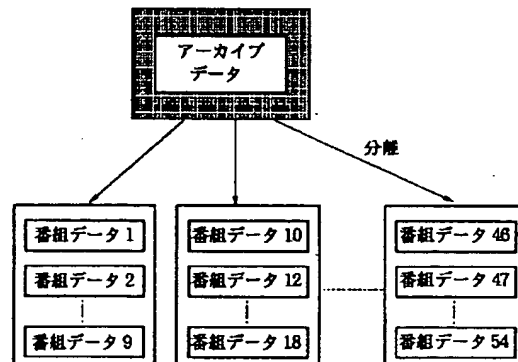 アーカイブ
データ
分離
番組データ 1
番組データ 2
番組データ 9
番組データ 10
番組データ 12
番組データ 18
番組データ 46
番組データ 47
番組データ 54